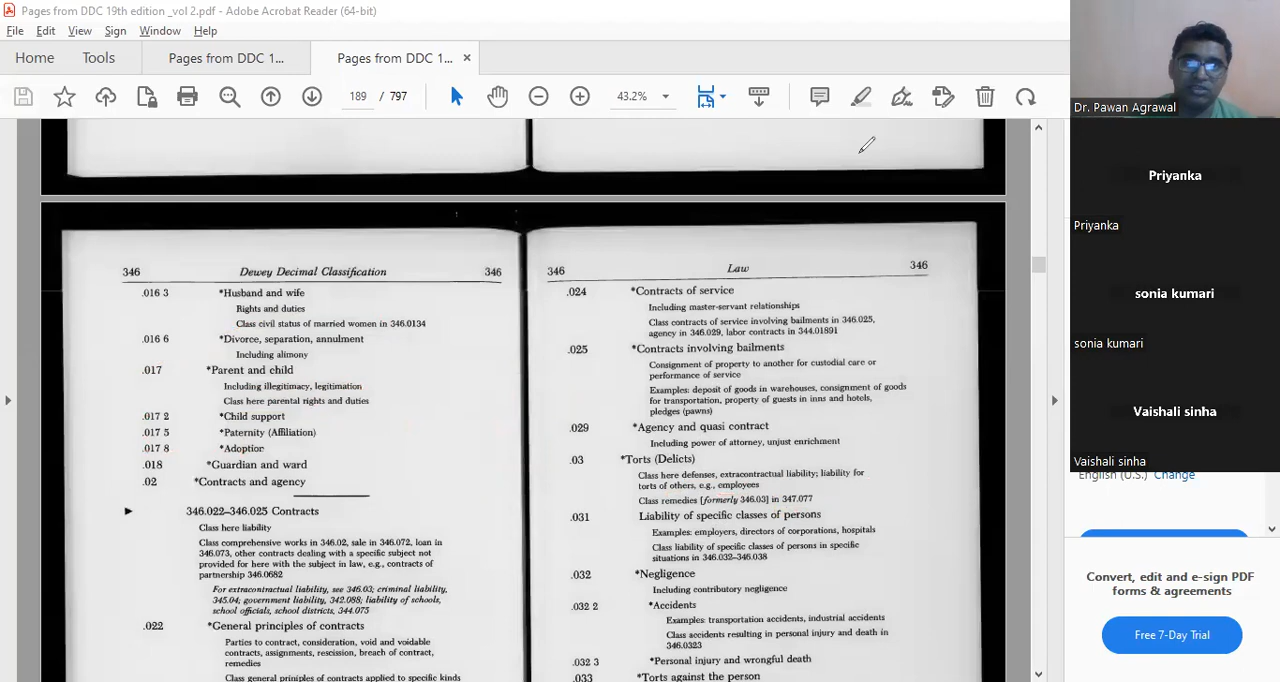 Pages from DDC 19th edition _vol 2.pdf - Adobe Acrobat Reader (64-bit)
File Edit View Sign Window Help
Home Tools Pages from DDC 1... Pages from DDC 1... ×
189 / 797 43.2%
346 Dewey Decimal Classification 346
.016 3 *Husband and wife
Rights and duties
Class civil status of married women in 346.0134
.016 6 *Divorce, separation, annulment
Including alimony
.017 *Parent and child
Including illegitimacy, legitimation
Class here parental rights and duties
.017 2 *Child support
.017 5 *Paternity (Affiliation)
.017 8 *Adoption
.018 *Guardian and ward
.02 *Contracts and agency
346.022–346.025 Contracts
Class here liability
Class comprehensive works in 346.02, sale in 346.072, loan in
346.073, other contracts dealing with a specific subject not
provided for here with the subject in law, e.g., contracts of
partnership 346.0682
For extracontractual liability, see 346.03; criminal liability,
345.04; government liability, 342.088; liability of schools,
school officials, school districts, 344.075
.022 *General principles of contracts
Parties to contract, consideration, void and voidable
contracts, assignments, rescission, breach of contract,
remedies
Class general priniples of contracts applied to specific kinds
346 Law 346
.024 *Contracts of service
Including master-servant relationships
Class contracts of service involving bailments in 346.025,
agency in 346.029, labor contracts in 344.01891
.025 *Contracts involving bailments
Consignment of property to another for custodial care or
performance of service
Examples: deposit of goods in warehouses, consignment of goods
for transportation, property of guests in inns and hotels,
pledges (pawns)
.029 *Agency and quasi contract
Including power of attorney, unjust enrichment
.03 *Torts (Delicts)
Class here defenses, extracontractual liability; liability for
torts of others, e.g., employees
Class remedies [formerly 346.03] in 347.077
.031 Liability of specific classes of persons
Examples: employers, directors of corporations, hospitals
Class liability of specific classes of persons in specific
situations in 346.032–346.038
.032 *Negligence
Including contributory negligence
.032 2 *Accidents
Examples: transportation accidents, industrial accidents
Class accidents resulting in personal injury and death in
346.0323
.032 3 *Personal injury and wrongful death
.033 *Torts against the person
Dr. Pawan Agrawal
Priyanka
Priyanka
sonia kumari
sonia kumari
Vaishali sinha
Vaishali sinha
English (U.S.) Change
Convert, edit and e-sign PDF
forms & agreements
Free 7-Day Trial